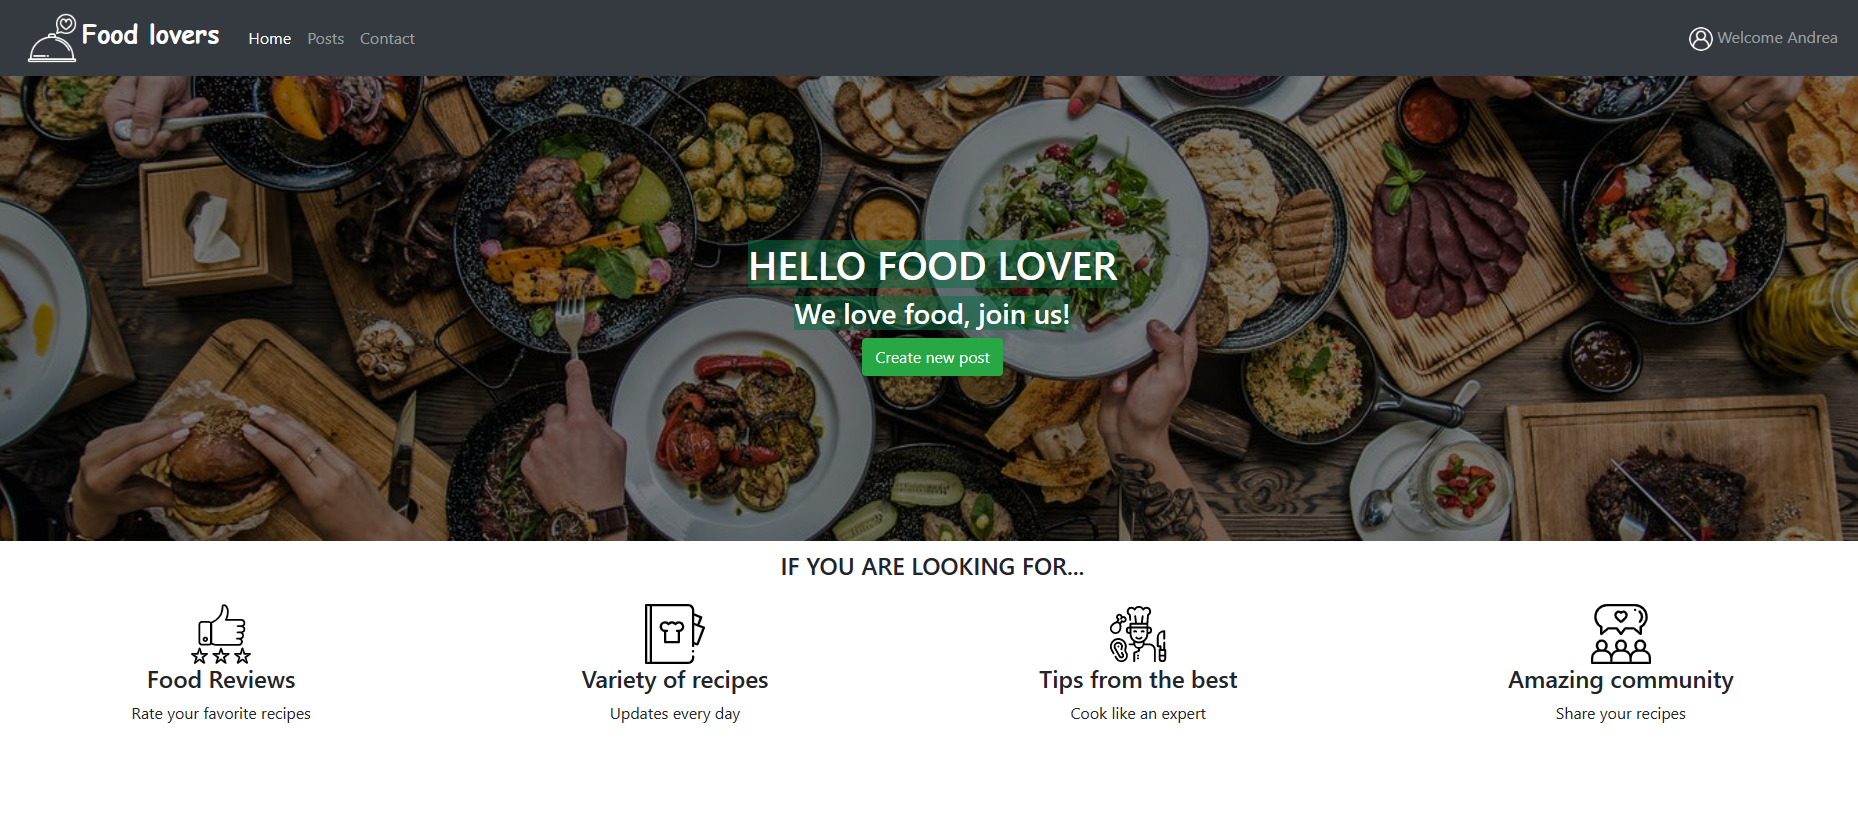 Food lovers
Home
Posts
Contact
Welcome Andrea
HELLO FOOD LOVER
We love food, join us!
Create new post
IF YOU ARE LOOKING FOR...
Food Reviews
Rate your favorite recipes
Variety of recipes
Updates every day
Tips from the best
Cook like an expert
Amazing community
Share your recipes